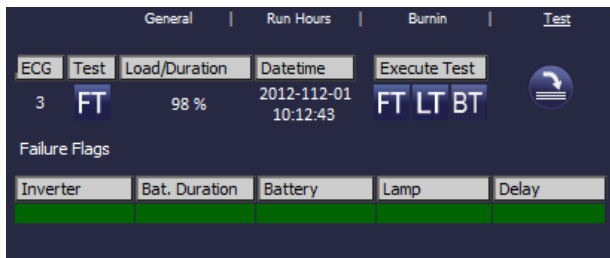 General | Run Hours | Burnin | Test
ECG Test Load/Duration Datetime Execute Test
3 FT 98 % 2012-112-01 10:12:43 FT LT BT
Failure Flags
Inverter Bat. Duration Battery Lamp Delay